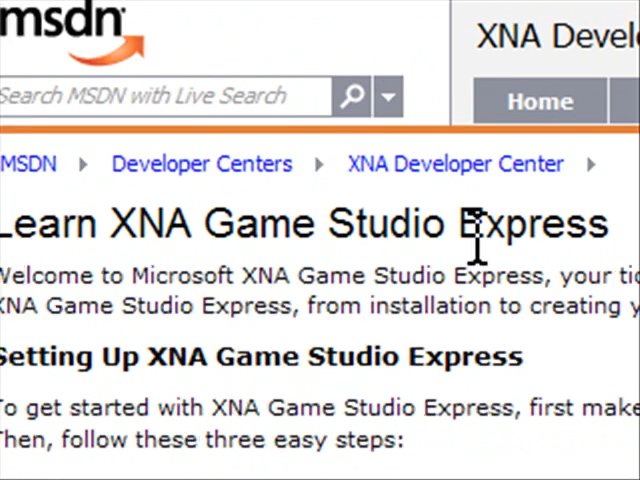 msdn
XNA Develo
Search MSDN with Live Search
Home
MSDN Developer Centers XNA Developer Center
Learn XNA Game Studio Express
Welcome to Microsoft XNA Game Studio Express, your tic
XNA Game Studio Express, from installation to creating y
Setting Up XNA Game Studio Express
To get started with XNA Game Studio Express, first make
Then, follow these three easy steps: